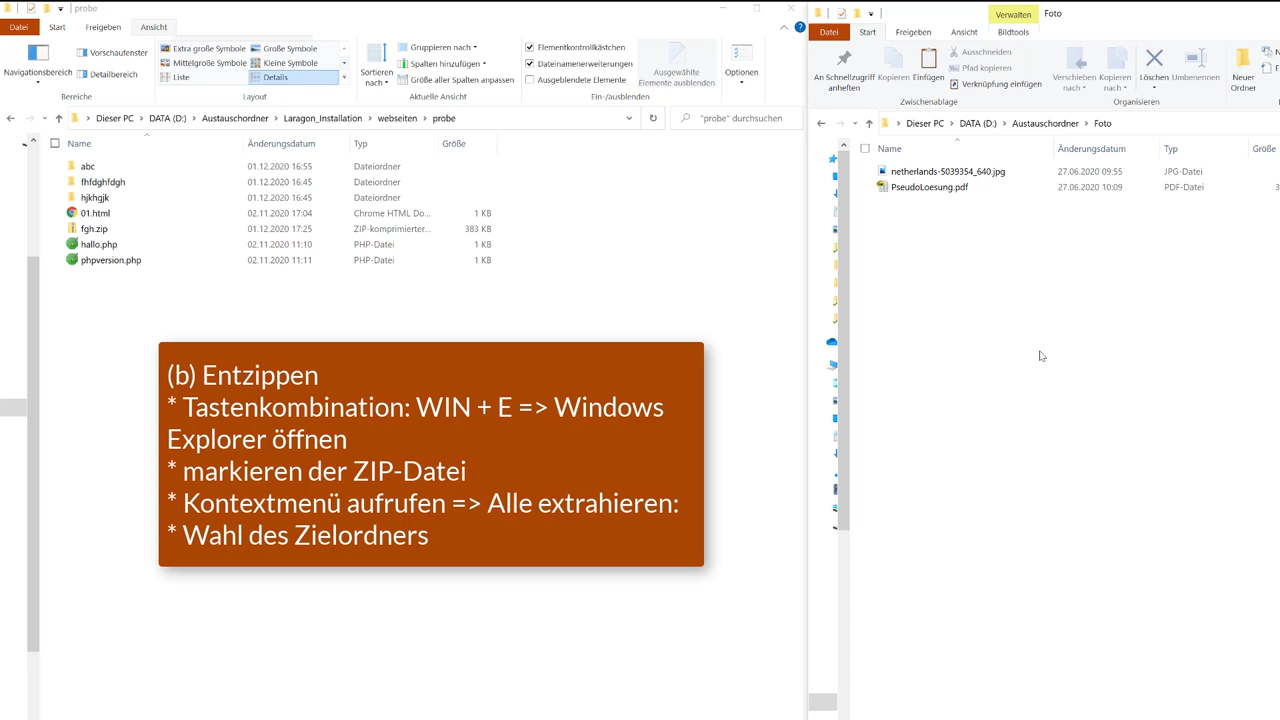 probe
Datei
Start
Freigeben
Ansicht
Navigationsbereich
Vorschaufenster
Detailbereich
Bereiche
Extra große Symbole
Große Symbole
Mittelgroße Symbole
Kleine Symbole
Liste
Details
Layout
Sortieren nach
Gruppieren nach
Spalten hinzufügen
Größe aller Spalten anpassen
Aktuelle Ansicht
Elementkontrollkästchen
Dateinamenerweiterungen
Ausgeblendete Elemente
Ausgewählte
Elemente ausblenden
Ein-/ausblenden
Optionen
Dieser PC > DATA (D:) > Austauschordner > Laragon_Installation > webseiten > probe
"probe" durchsuchen
Name Änderungsdatum Typ Größe
abc 01.12.2020 16:55 Dateiordner
fhfdghfdgh 01.12.2020 16:45 Dateiordner
hjkhgjk 01.12.2020 16:45 Dateiordner
01.html 02.11.2020 17:04 Chrome HTML Do... 1 KB
fgh.zip 01.12.2020 17:25 ZIP-komprimierter... 383 KB
hallo.php 02.11.2020 11:10 PHP-Datei 1 KB
phpversion.php 02.11.2020 11:11 PHP-Datei 1 KB
(b) Entzippen
* Tastenkombination: WIN + E => Windows
Explorer öffnen
* markieren der ZIP-Datei
* Kontextmenü aufrufen => Alle extrahieren:
* Wahl des Zielordners
Verwalten
Foto
Datei
Start
Freigeben
Ansicht
Bildtools
An Schnellzugriff
anheften
Kopieren
Einfügen
Ausschneiden
Pfad kopieren
Verknüpfung einfügen
Zwischenablage
Verschieben
nach
Kopieren
nach
Löschen
Umbenennen
Organisieren
Neuer
Ordner
Dieser PC > DATA (D:) > Austauschordner > Foto
Name Änderungsdatum Typ Größe
netherlands-5039354_640.jpg 27.06.2020 09:55 JPG-Datei
PseudoLoesung.pdf 27.06.2020 10:09 PDF-Datei